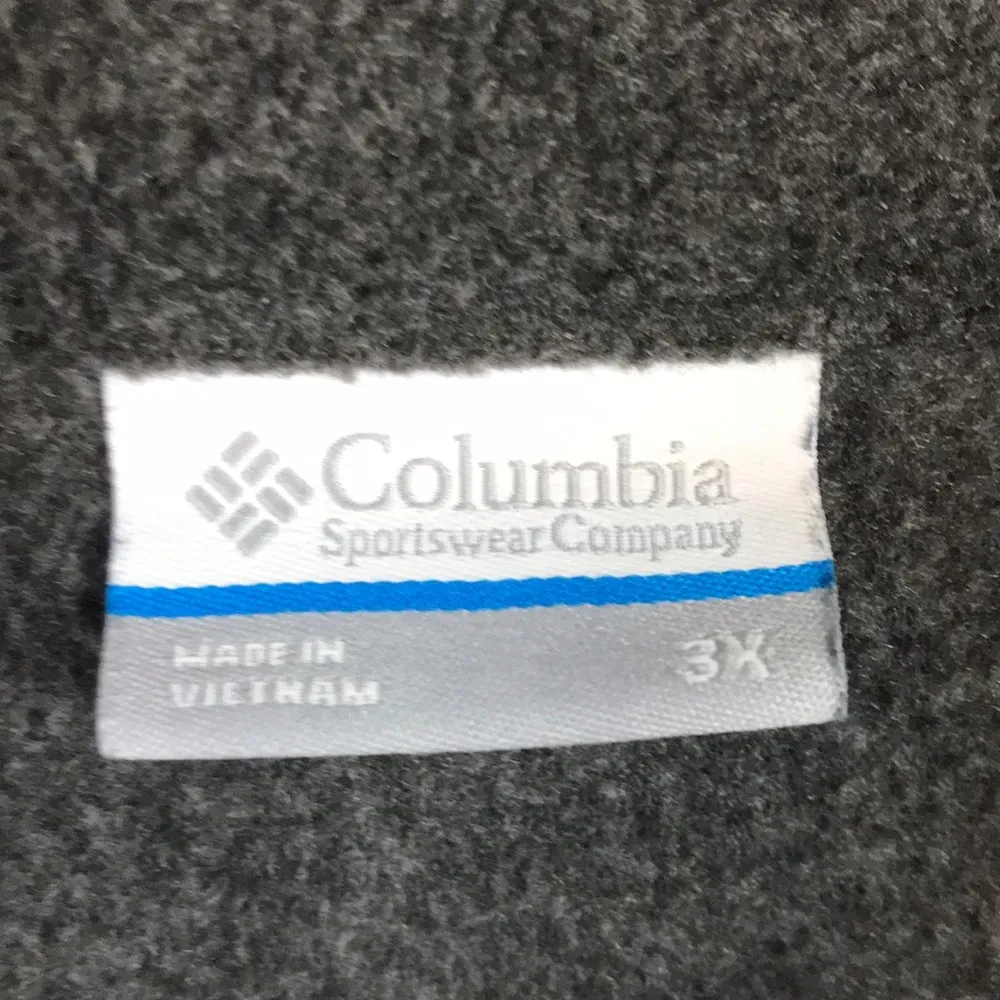 Columbia
Sportswear Company
MADE IN
VIETNAM
3X